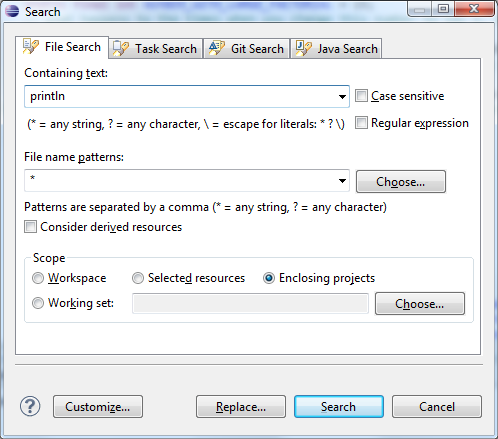 Search
File Search Task Search Git Search Java Search
Containing text:
println Case sensitive
(* = any string, ? = any character, \ = escape for literals: * ? \) Regular expression
File name patterns:
* Choose...
Patterns are separated by a comma (* = any string, ? = any character)
Consider derived resources
Scope
Workspace Selected resources Enclosing projects
Working set: Choose...
? Customize... Replace... Search Cancel